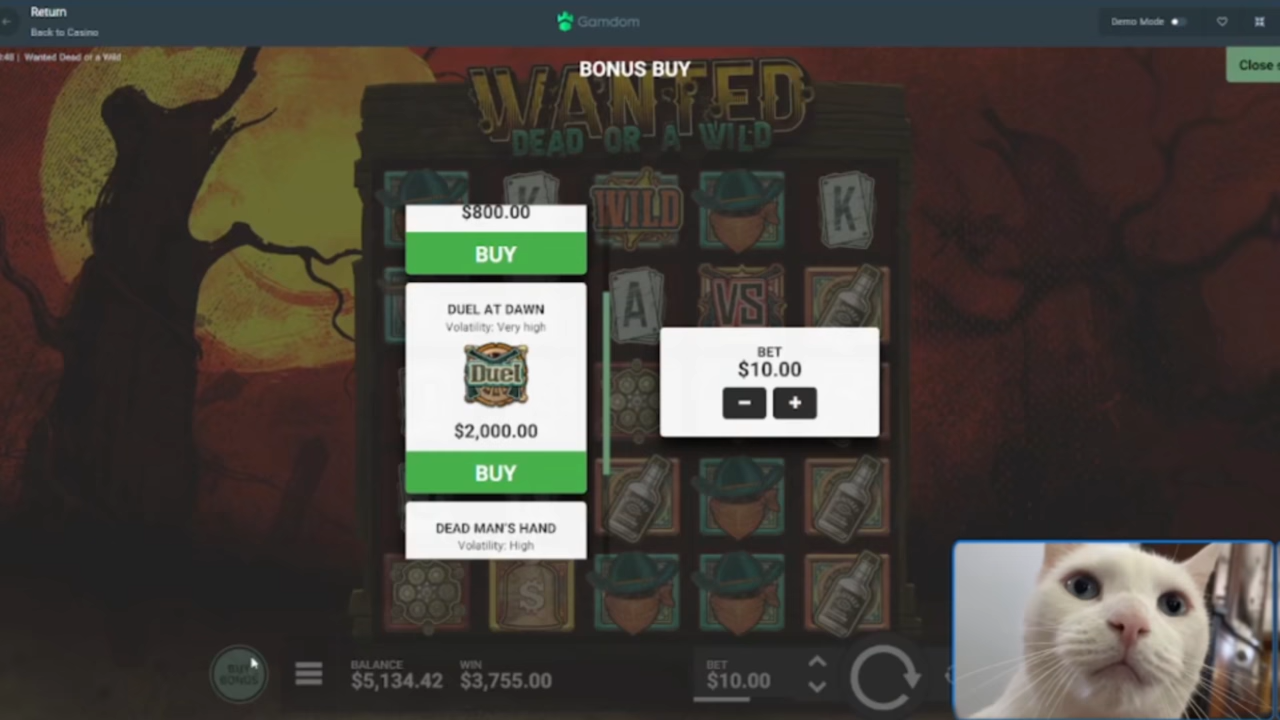 Return
Back to Casino
Gamdom
Demo Mode
Wanted Dead or a Wild
BONUS BUY
Close
WANTED
DEAD OR A WILD
$800.00
BUY
K
WILD
K
A
VS
DUEL AT DAWN
Volatility: Very high
Duel
$2,000.00
BUY
BET
$10.00
DEAD MAN'S HAND
Volatility: High
$
BUY
BONUS
BALANCE
$5,134.42
WIN
$3,755.00
BET
$10.00